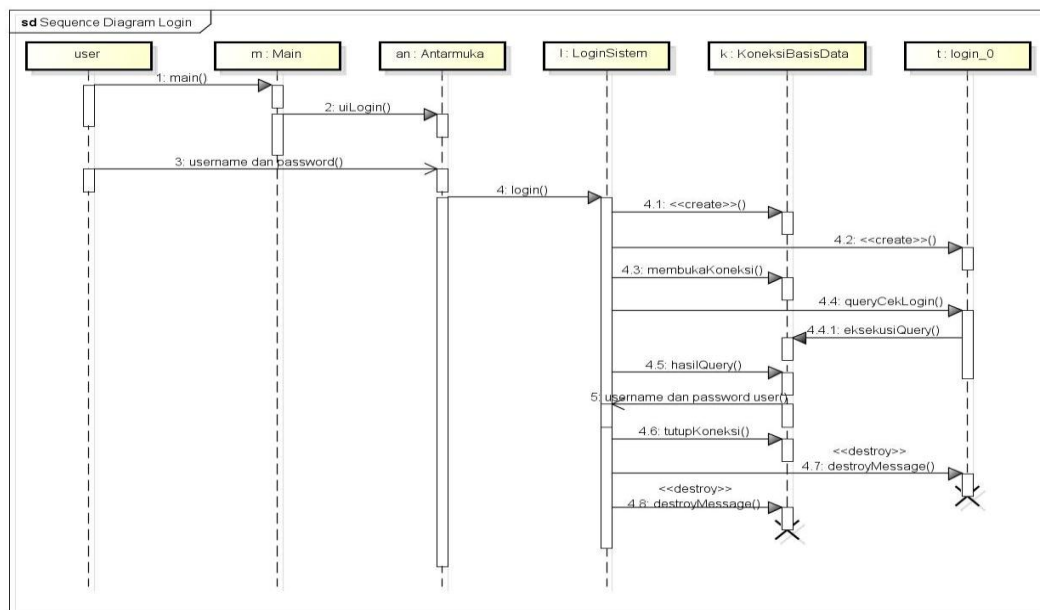 sd Sequence Diagram Login
user
m : Main
an : Antarmuka
l : LoginSistem
k : KoneksiBasisData
t : login_0
1: main()
2: uiLogin()
3: username dan password()
4: login()
4.1: <<create>>()
4.2: <<create>>()
4.3: membukaKoneksi()
4.4: queryCekLogin()
4.4.1: eksekusiQuery()
4.5: hasilQuery()
5: username dan password user()
4.6: tutupKoneksi()
<<destroy>>
4.7: destroyMessage()
<<destroy>>
4.8: destroyMessage()